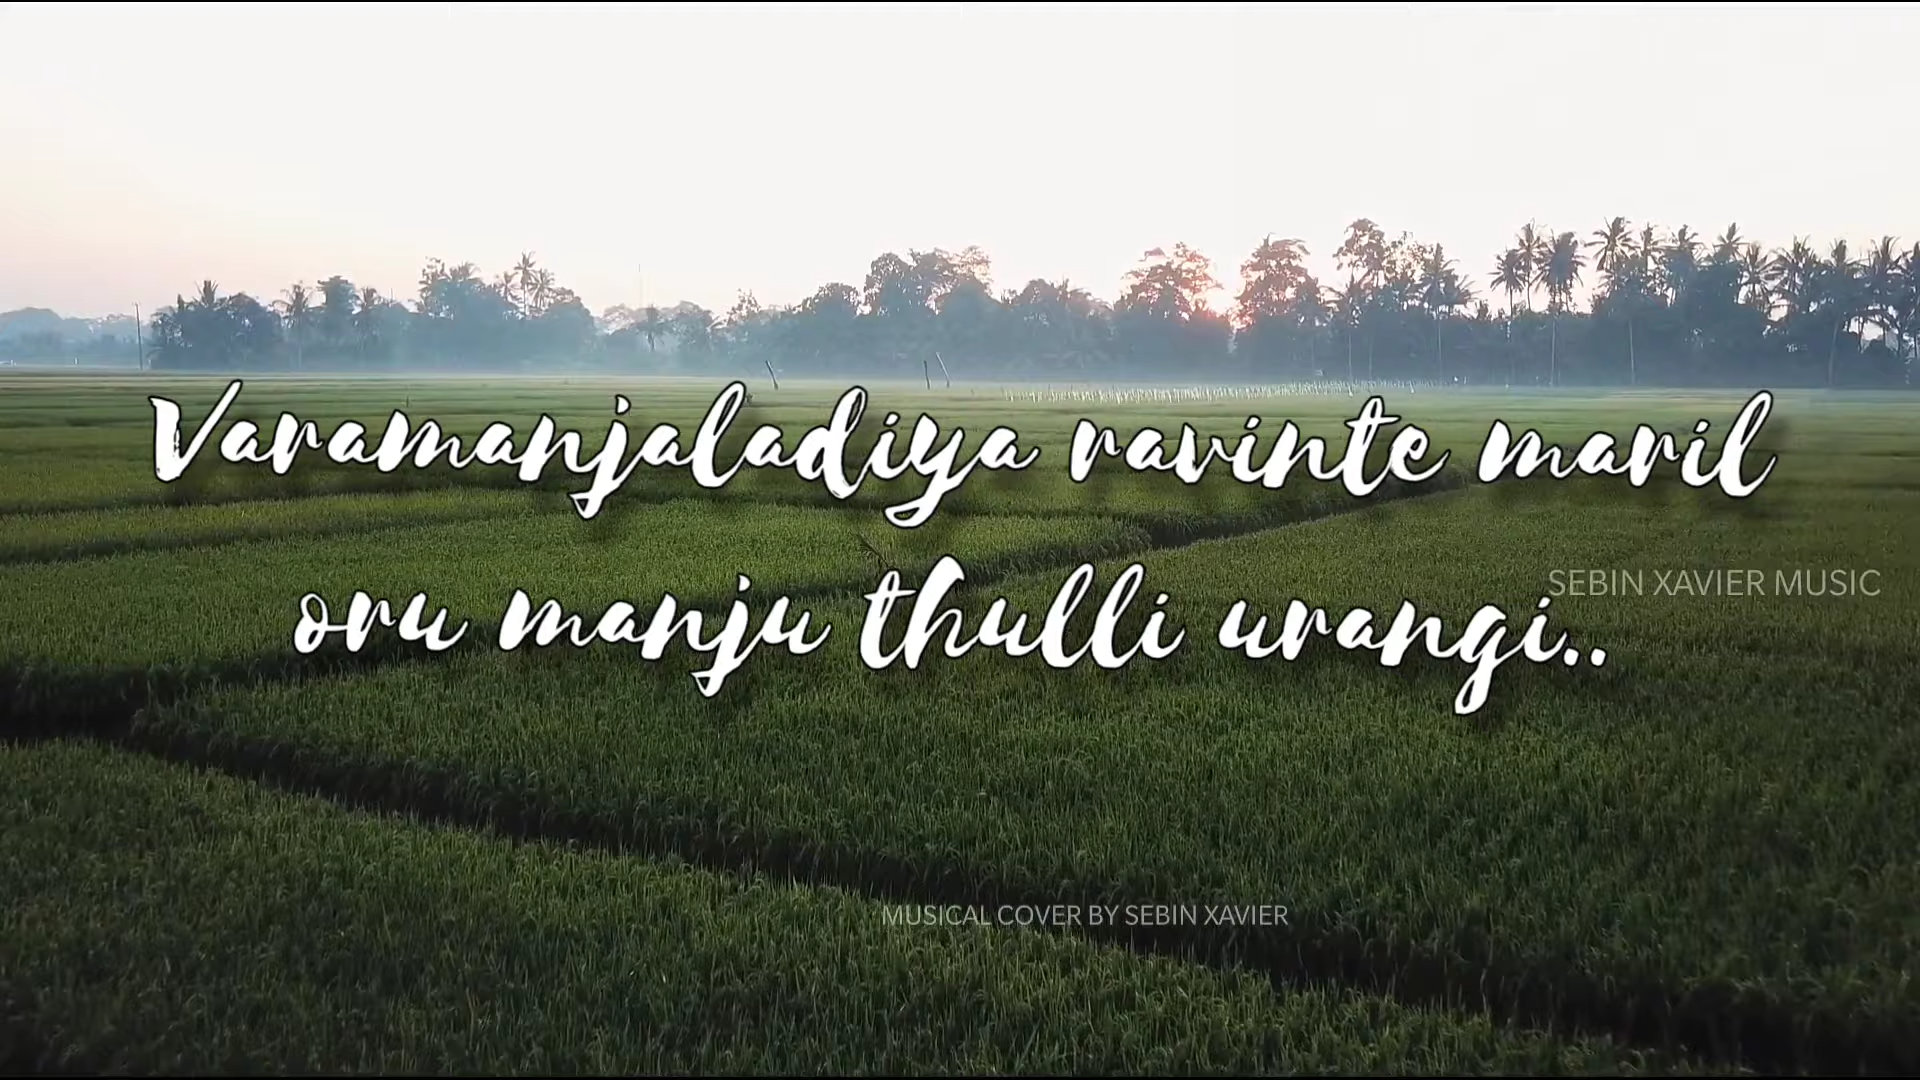 Varamanjaladiya ravinte maril
oru manju thulli urangi..
SEBIN XAVIER MUSIC
MUSICAL COVER BY SEBIN XAVIER